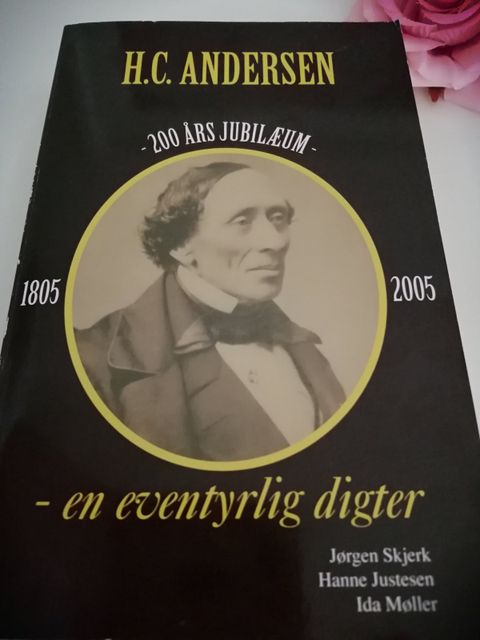 H.C. ANDERSEN
- 200 ÅRS JUBILÆUM -
1805
2005
- en eventyrlig digter
Jørgen Skjerk
Hanne Justesen
Ida Møller